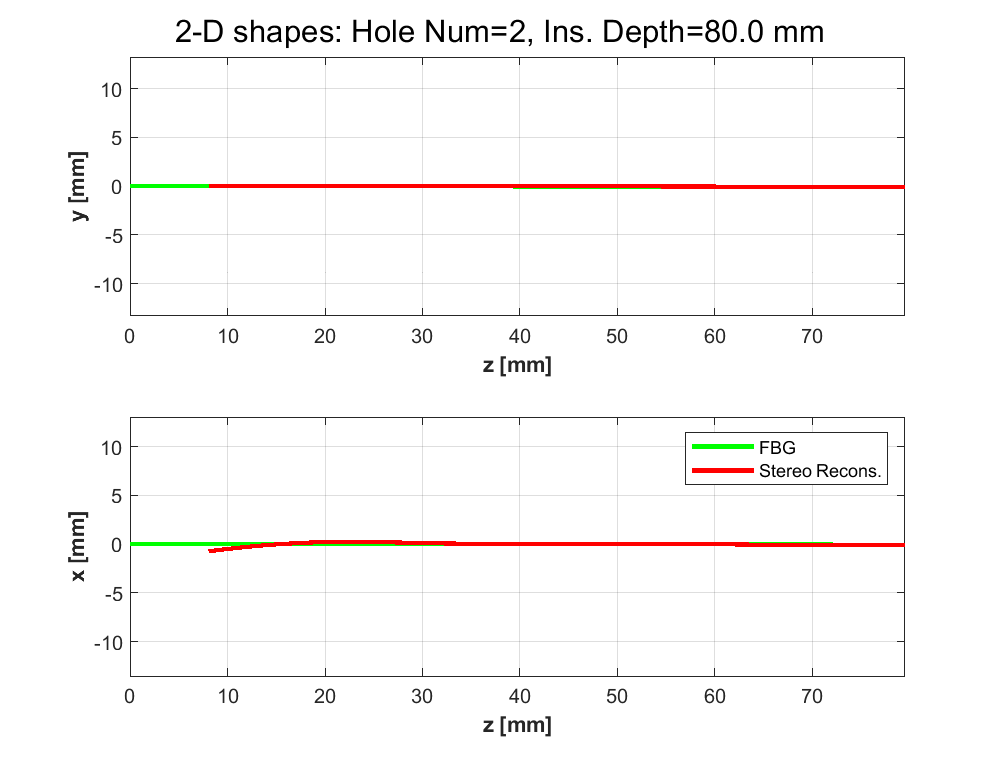 2-D shapes: Hole Num=2, Ins. Depth=80.0 mm
10
5
0
-5
-10
y [mm]
0 10 20 30 40 50 60 70
z [mm]
10
5
0
-5
-10
x [mm]
FBG
Stereo Recons.
0 10 20 30 40 50 60 70
z [mm]